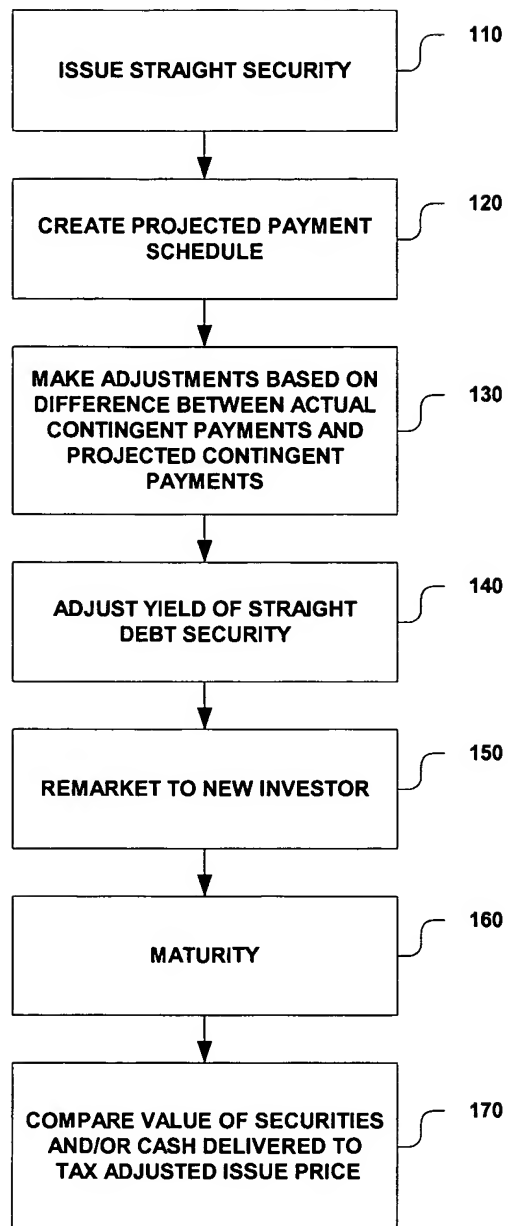 110
ISSUE STRAIGHT SECURITY
120
CREATE PROJECTED PAYMENT
SCHEDULE
MAKE ADJUSTMENTS BASED ON
DIFFERENCE BETWEEN ACTUAL
CONTINGENT PAYMENTS AND
PROJECTED CONTINGENT
PAYMENTS
130
140
ADJUST YIELD OF STRAIGHT
DEBT SECURITY
150
REMARKET TO NEW INVESTOR
160
MATURITY
170
COMPARE VALUE OF SECURITIES
AND/OR CASH DELIVERED TO
TAX ADJUSTED ISSUE PRICE